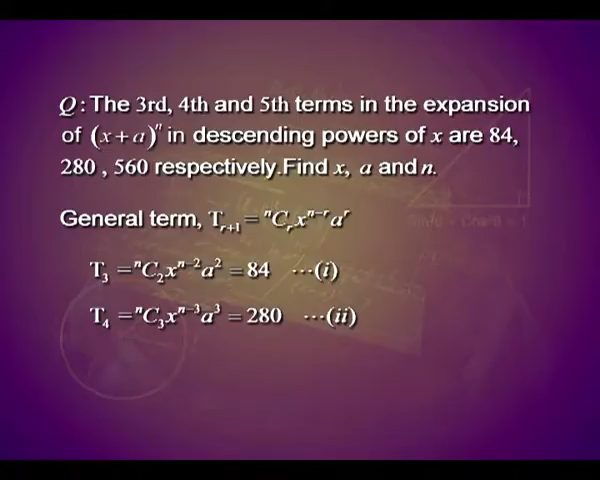 Q : The 3rd, 4th and 5th terms in the expansion
of (x + a)ⁿ in descending powers of x are 84,
280 , 560 respectively.Find x, a and n.
General term, Tᵣ₊₁ = ⁿCᵣxⁿ⁻ʳaʳ
T₃ = ⁿC₂xⁿ⁻²a² = 84 ···(i)
T₄ = ⁿC₃xⁿ⁻³a³ = 280 ···(ii)